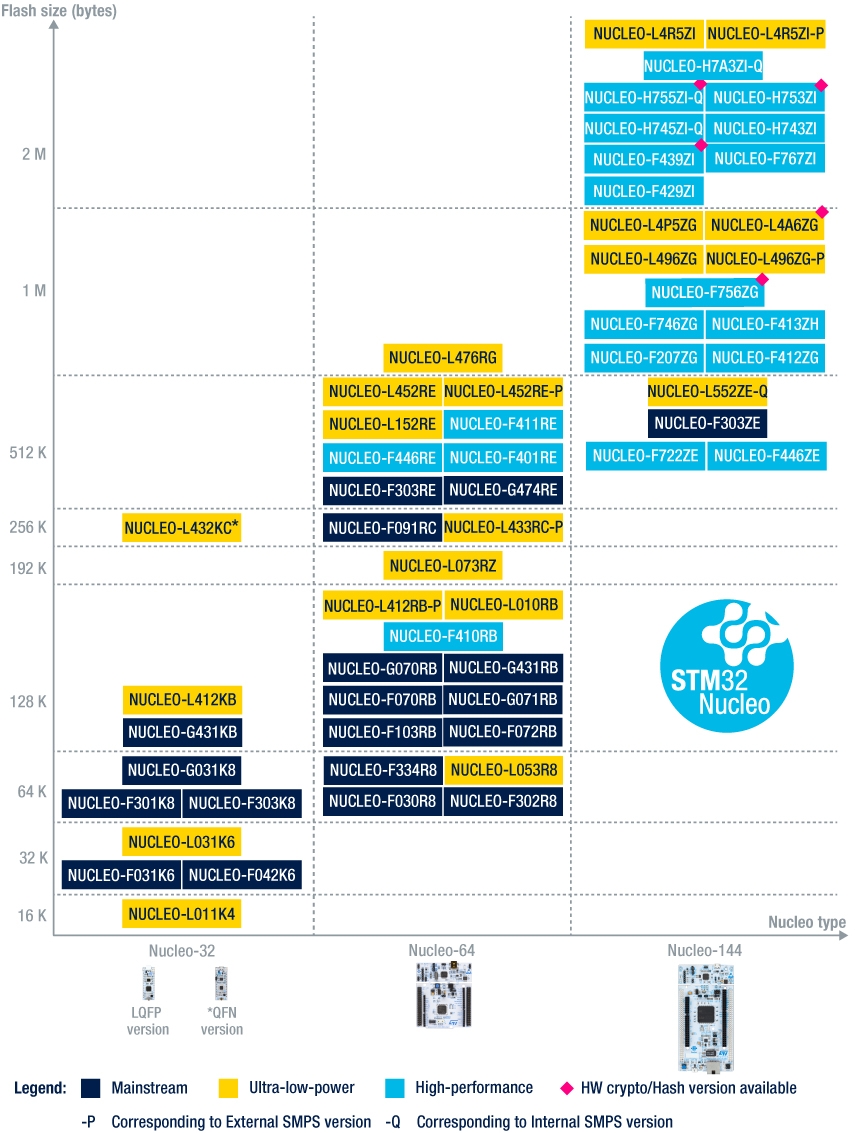 Flash size (bytes)
NUCLEO-L4R5ZI NUCLEO-L4R5ZI-P
NUCLEO-H7A3ZI-Q
NUCLEO-H755ZI-Q NUCLEO-H753ZI
NUCLEO-H745ZI-Q NUCLEO-H743ZI
2 M
NUCLEO-F439ZI NUCLEO-F767ZI
NUCLEO-F429ZI
NUCLEO-L4P5ZG NUCLEO-L4A6ZG
NUCLEO-L496ZG NUCLEO-L496ZG-P
1 M
NUCLEO-F756ZG
NUCLEO-F746ZG NUCLEO-F413ZH
NUCLEO-L476RG NUCLEO-F207ZG NUCLEO-F412ZG
NUCLEO-L452RE NUCLEO-L452RE-P NUCLEO-L552ZE-Q
NUCLEO-L152RE NUCLEO-F411RE NUCLEO-F303ZE
512 K
NUCLEO-F446RE NUCLEO-F401RE NUCLEO-F722ZE NUCLEO-F446ZE
NUCLEO-F303RE NUCLEO-G474RE
256 K NUCLEO-L432KC* NUCLEO-F091RC NUCLEO-L433RC-P
192 K NUCLEO-L073RZ
NUCLEO-L412RB-P NUCLEO-L010RB
NUCLEO-F410RB
NUCLEO-G070RB NUCLEO-G431RB
STM32
Nucleo
128 K NUCLEO-L412KB NUCLEO-F070RB NUCLEO-G071RB
NUCLEO-G431KB NUCLEO-F103RB NUCLEO-F072RB
NUCLEO-G031K8 NUCLEO-F334R8 NUCLEO-L053R8
64 K
NUCLEO-F301K8 NUCLEO-F303K8 NUCLEO-F030R8 NUCLEO-F302R8
NUCLEO-L031K6
32 K
NUCLEO-F031K6 NUCLEO-F042K6
16 K NUCLEO-L011K4
Nucleo type
Nucleo-32 Nucleo-64 Nucleo-144
LQFP
version
*QFN
version
Legend: Mainstream Ultra-low-power High-performance HW crypto/Hash version available
-P Corresponding to External SMPS version -Q Corresponding to Internal SMPS version